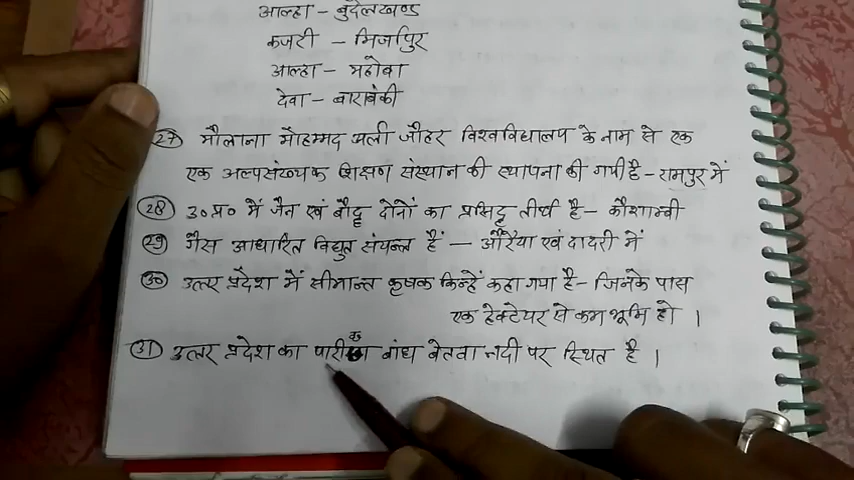 आल्हा - बुंदेलखण्ड
कजरी - मिर्जापुर
आल्हा - महोबा
देवा - बाराबंकी
(27) मौलाना मौहम्मद अली जौहर विश्वविद्यालय के नाम से एक
एक अल्पसंख्यक शिक्षण संस्थान की स्थापना की गयी है - रामपुर में
(28) उ०प्र० में जैन एवं बौद्ध दोनों का प्रसिद्ध तीर्थ है - कौशाम्बी
(29) गैस आधारित विद्युत संयन्त्र हैं - औरैया एवं दादरी में
(30) उत्तर प्रदेश में सीमान्त कृषक किन्हें कहा गया है - जिनके पास
एक हेक्टेयर से कम भूमि हो ।
(31) उत्तर प्रदेश का पारीछा बांध बेतवा नदी पर स्थित है ।